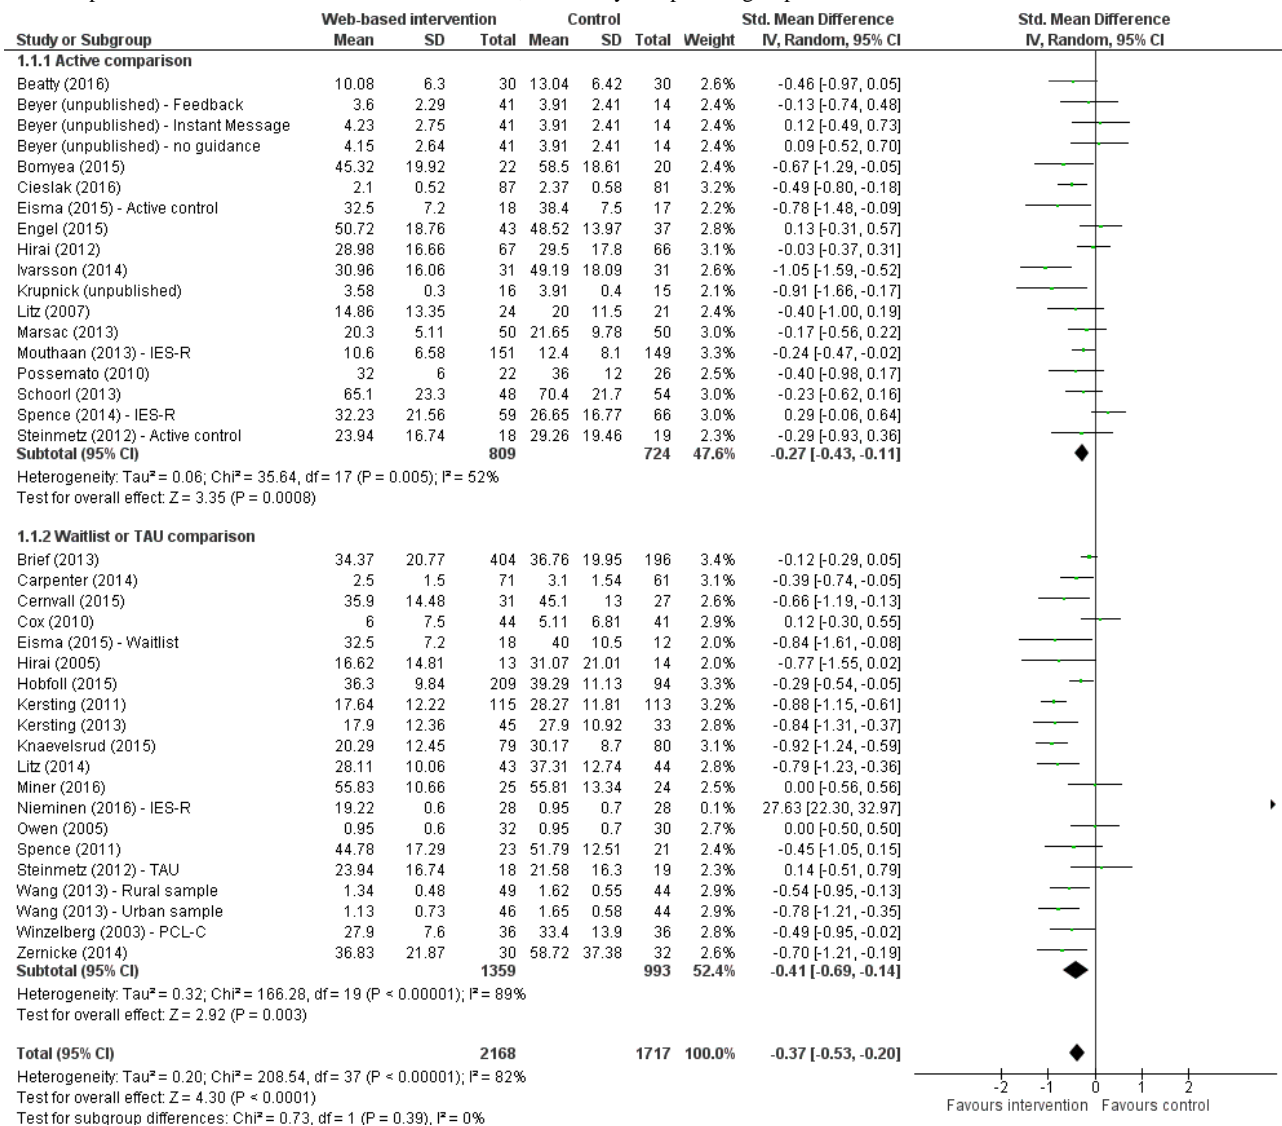 Web-based intervention Control Std. Mean Difference Std. Mean Difference
Study or Subgroup Mean SD Total Mean SD Total Weight IV, Random, 95% CI IV, Random, 95% CI
1.1.1 Active comparison
Beatty (2016) 10.08 6.3 30 13.04 6.42 30 2.6% -0.46 [-0.97, 0.05]
Beyer (unpublished) - Feedback 3.6 2.29 41 3.91 2.41 14 2.4% -0.13 [-0.74, 0.48]
Beyer (unpublished) - Instant Message 4.23 2.75 41 3.91 2.41 14 2.4% 0.12 [-0.49, 0.73]
Beyer (unpublished) - no guidance 4.15 2.64 41 3.91 2.41 14 2.4% 0.09 [-0.52, 0.70]
Bomyea (2015) 45.32 19.92 22 58.5 18.61 20 2.4% -0.67 [-1.29, -0.05]
Cieslak (2016) 2.1 0.52 87 2.37 0.58 81 3.2% -0.49 [-0.80, -0.18]
Eisma (2015) - Active control 32.5 7.2 18 38.4 7.5 17 2.2% -0.78 [-1.48, -0.09]
Engel (2015) 50.72 18.76 43 48.52 13.97 37 2.8% 0.13 [-0.31, 0.57]
Hirai (2012) 28.98 16.66 67 29.5 17.8 66 3.1% -0.03 [-0.37, 0.31]
Ivarsson (2014) 30.96 16.06 31 49.19 18.09 31 2.6% -1.05 [-1.59, -0.52]
Krupnick (unpublished) 3.58 0.3 16 3.91 0.4 15 2.1% -0.91 [-1.66, -0.17]
Litz (2007) 14.86 13.35 24 20 11.5 21 2.4% -0.40 [-1.00, 0.19]
Marsac (2013) 20.3 5.11 50 21.65 9.78 50 3.0% -0.17 [-0.56, 0.22]
Mouthaan (2013) - IES-R 10.6 6.58 151 12.4 8.1 149 3.3% -0.24 [-0.47, -0.02]
Possemato (2010) 32 6 22 36 12 26 2.5% -0.40 [-0.98, 0.17]
Schoorl (2013) 65.1 23.3 48 70.4 21.7 54 3.0% -0.23 [-0.62, 0.16]
Spence (2014) - IES-R 32.23 21.56 59 26.65 16.77 66 3.0% 0.29 [-0.06, 0.64]
Steinmetz (2012) - Active control 23.94 16.74 18 29.26 19.46 19 2.3% -0.29 [-0.93, 0.36]
Subtotal (95% CI) 809 724 47.6% -0.27 [-0.43, -0.11]
Heterogeneity: Tau² = 0.06; Chi² = 35.64, df = 17 (P = 0.005); I² = 52%
Test for overall effect: Z = 3.35 (P = 0.0008)
1.1.2 Waitlist or TAU comparison
Brief (2013) 34.37 20.77 404 36.76 19.95 196 3.4% -0.12 [-0.29, 0.05]
Carpenter (2014) 2.5 1.5 71 3.1 1.54 61 3.1% -0.39 [-0.74, -0.05]
Cernvall (2015) 35.9 14.48 31 45.1 13 27 2.6% -0.66 [-1.19, -0.13]
Cox (2010) 6 7.5 44 5.11 6.81 41 2.9% 0.12 [-0.30, 0.55]
Eisma (2015) - Waitlist 32.5 7.2 18 40 10.5 12 2.0% -0.84 [-1.61, -0.08]
Hirai (2005) 16.62 14.81 13 31.07 21.01 14 2.0% -0.77 [-1.55, 0.02]
Hobfoll (2015) 36.3 9.84 209 39.29 11.13 94 3.3% -0.29 [-0.54, -0.05]
Kersting (2011) 17.64 12.22 115 28.27 11.81 113 3.2% -0.88 [-1.15, -0.61]
Kersting (2013) 17.9 12.36 45 27.9 10.92 33 2.8% -0.84 [-1.31, -0.37]
Knaevelsrud (2015) 20.29 12.45 79 30.17 8.7 80 3.1% -0.92 [-1.24, -0.59]
Litz (2014) 28.11 10.06 43 37.31 12.74 44 2.8% -0.79 [-1.23, -0.36]
Miner (2016) 55.83 10.66 25 55.81 13.34 24 2.5% 0.00 [-0.56, 0.56]
Nieminen (2016) - IES-R 19.22 0.6 28 0.95 0.7 28 0.1% 27.63 [22.30, 32.97]
Owen (2005) 0.95 0.6 32 0.95 0.7 30 2.7% 0.00 [-0.50, 0.50]
Spence (2011) 44.78 17.29 23 51.79 12.51 21 2.4% -0.45 [-1.05, 0.15]
Steinmetz (2012) - TAU 23.94 16.74 18 21.58 16.3 19 2.3% 0.14 [-0.51, 0.79]
Wang (2013) - Rural sample 1.34 0.48 49 1.62 0.55 44 2.9% -0.54 [-0.95, -0.13]
Wang (2013) - Urban sample 1.13 0.73 46 1.65 0.58 44 2.9% -0.78 [-1.21, -0.35]
Winzelberg (2003) - PCL-C 27.9 7.6 36 33.4 13.9 36 2.8% -0.49 [-0.95, -0.02]
Zernicke (2014) 36.83 21.87 30 58.72 37.38 32 2.6% -0.70 [-1.21, -0.19]
Subtotal (95% CI) 1359 993 52.4% -0.41 [-0.69, -0.14]
Heterogeneity: Tau² = 0.32; Chi² = 166.28, df = 19 (P < 0.00001); I² = 89%
Test for overall effect: Z = 2.92 (P = 0.003)
Total (95% CI) 2168 1717 100.0% -0.37 [-0.53, -0.20]
Heterogeneity: Tau² = 0.20; Chi² = 208.54, df = 37 (P < 0.00001); I² = 82%
Test for overall effect: Z = 4.30 (P < 0.0001)
Test for subgroup differences: Chi² = 0.73, df = 1 (P = 0.39), I² = 0%
-2 -1 0 1 2
Favours intervention Favours control